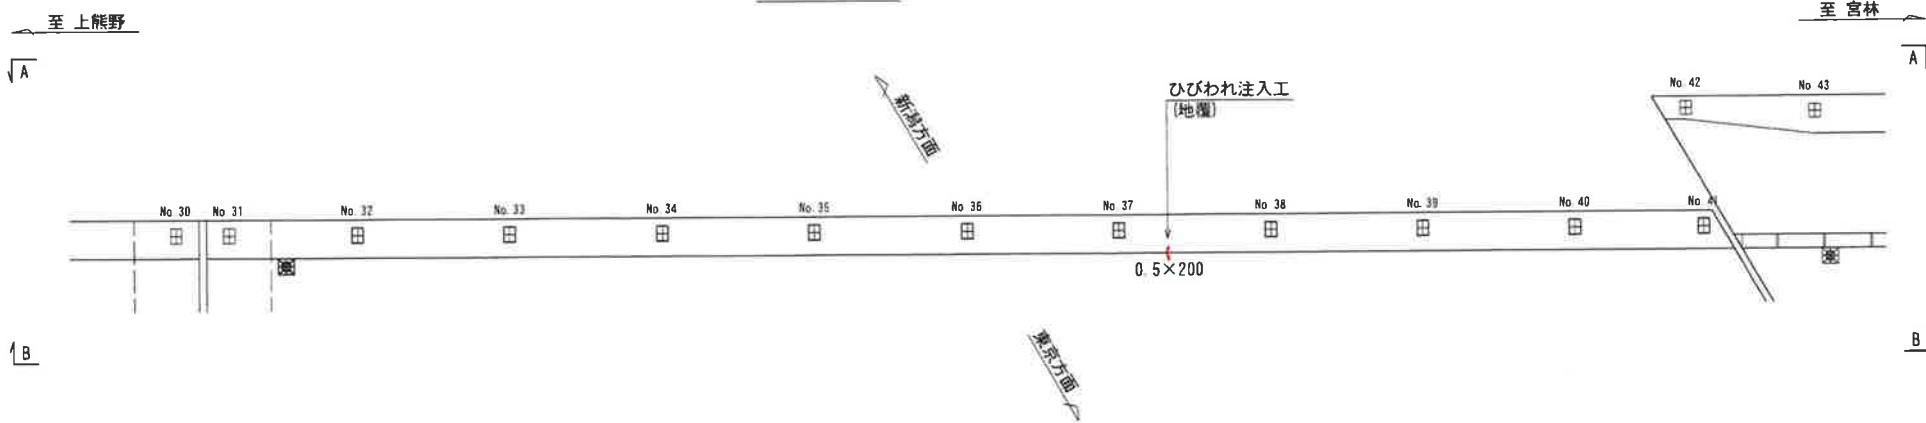 至 上熊野
至 宮林
A
A
No 42
No 43
ひびわれ注入工
(地覆)
新潟方面
No 30
No 31
No 32
No 33
No 34
No 35
No 36
No 37
No 38
No 39
No 40
No 41
0.5×200
東京方面
B
B